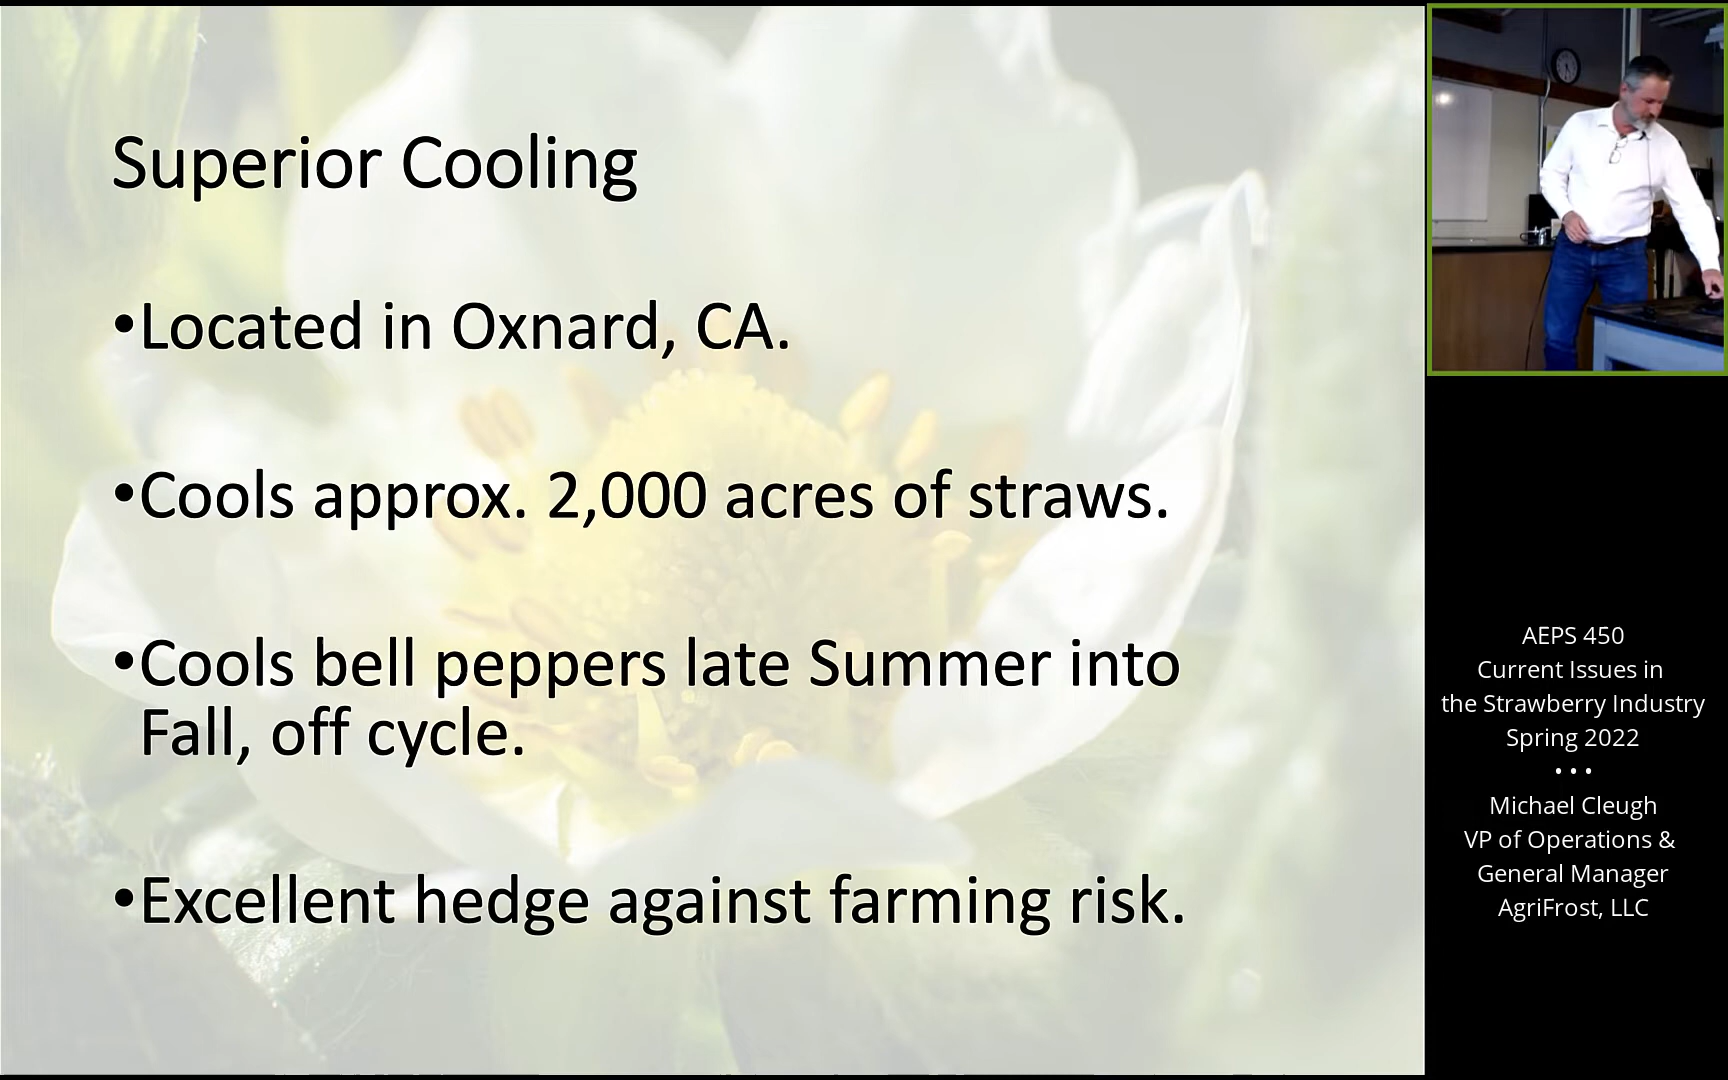 Superior Cooling
•Located in Oxnard, CA.
•Cools approx. 2,000 acres of straws.
•Cools bell peppers late Summer into
Fall, off cycle.
•Excellent hedge against farming risk.
AEPS 450
Current Issues in
the Strawberry Industry
Spring 2022
• • •
Michael Cleugh
VP of Operations &
General Manager
AgriFrost, LLC